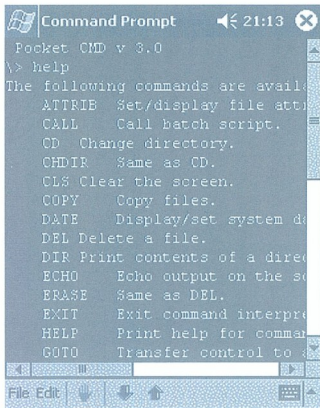 Command Prompt 21:13
Pocket CMD v 3.0
\> help
The following commands are availa
ATTRIB Set/display file attr
CALL Call batch script.
CD Change directory.
CHDIR Same as CD.
CLS Clear the screen.
COPY Copy files.
DATE Display/set system da
DEL Delete a file.
DIR Print contents of a direc
ECHO Echo output on the sc
ERASE Same as DEL.
EXIT Exit command interpre
HELP Print help for comman
GOTO Transfer control to a
File Edit